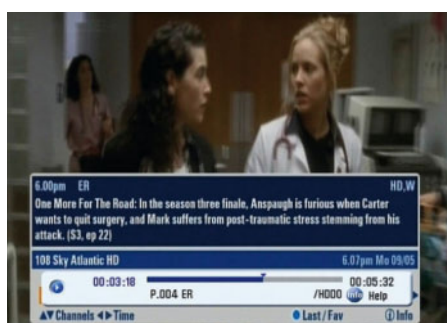 6.00pm ER HD,W
One More For The Road: In the season three finale, Anspaugh is furious when Carter
wants to quit surgery, and Mark suffers from post-traumatic stress stemming from his
attack. (S3, ep 22)
108 Sky Atlantic HD 6.07pm Mo 09/05
00:03:18 00:05:32
P.004 ER /HDD0 info Help
▲▼ Channels ◀▶ Time Last/Fav i Info